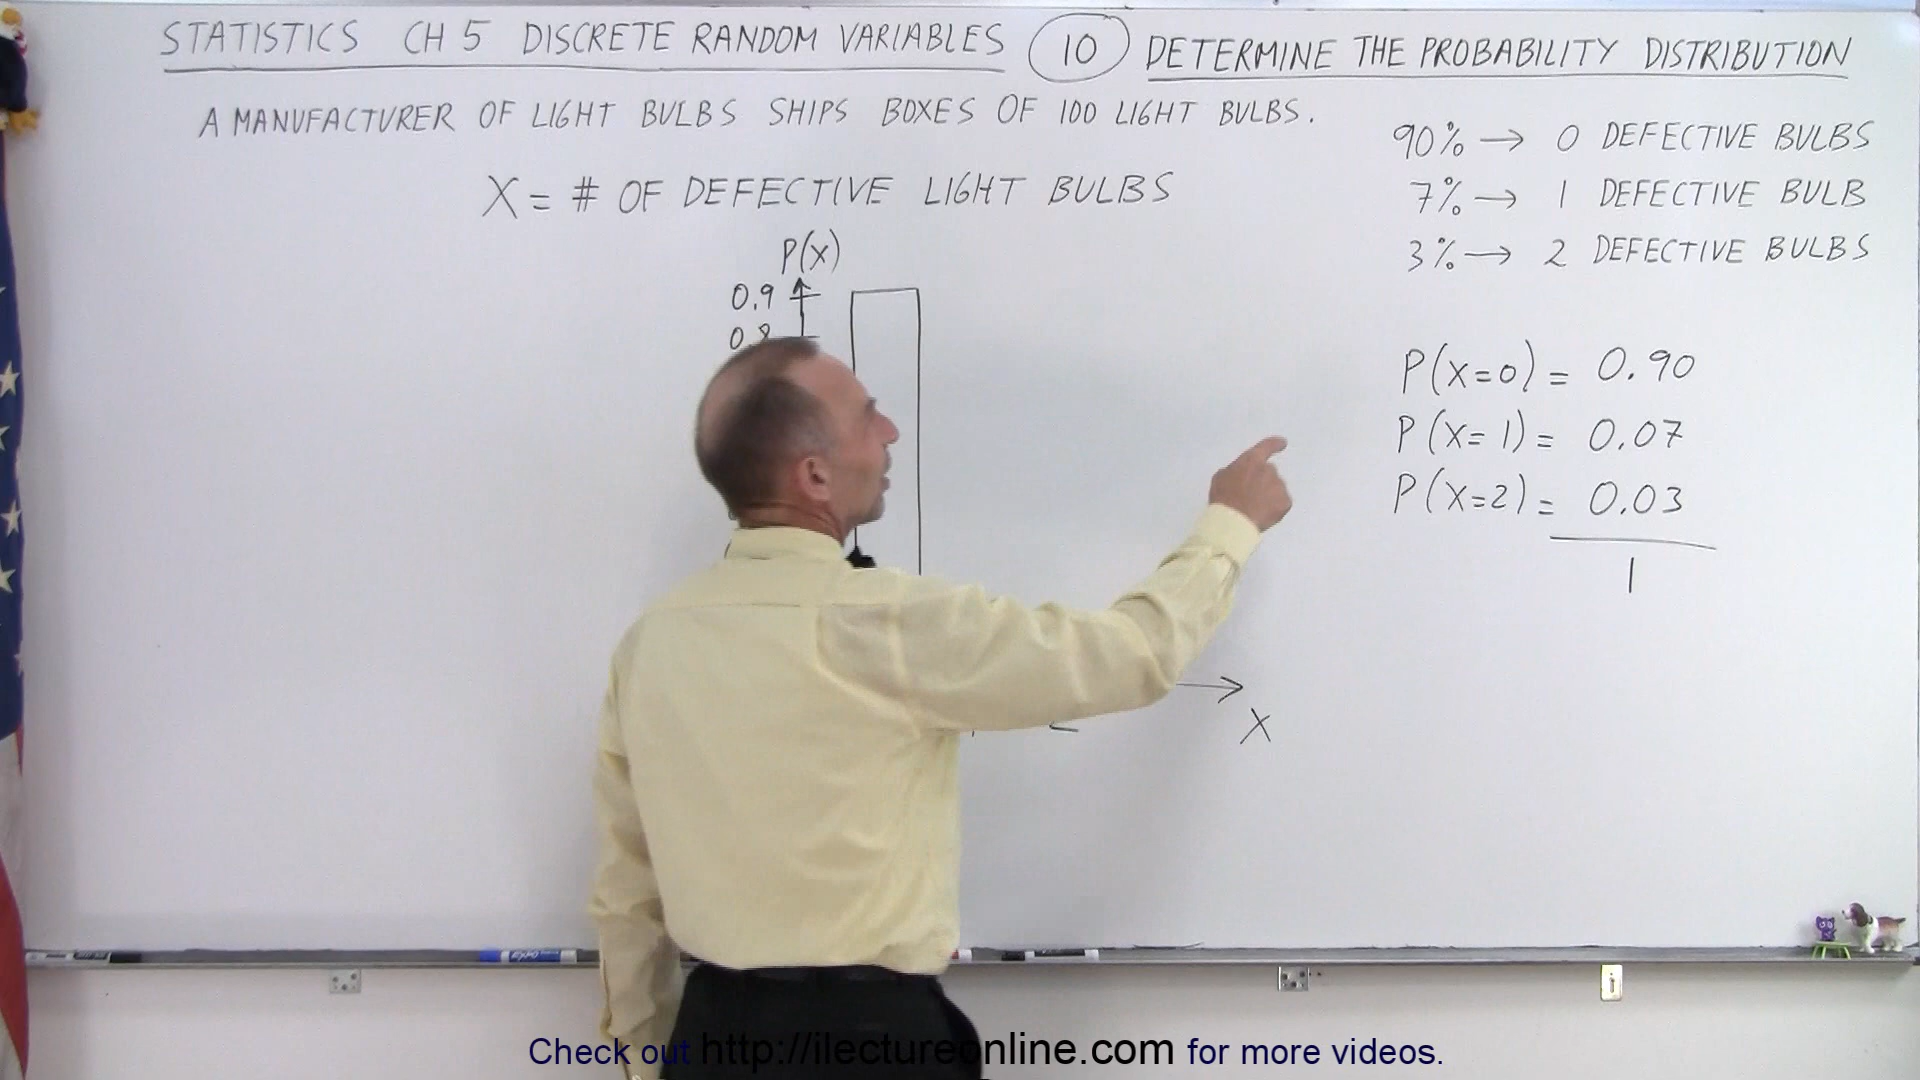 STATISTICS CH 5 DISCRETE RANDOM VARIABLES 10 DETERMINE THE PROBABILITY DISTRIBUTION
A MANUFACTURER OF LIGHT BULBS SHIPS BOXES OF 100 LIGHT BULBS.
90% → 0 DEFECTIVE BULBS
7% → 1 DEFECTIVE BULB
3% → 2 DEFECTIVE BULBS
X = # OF DEFECTIVE LIGHT BULBS
P(X)
0.9
0.8
X
P(X=0) = 0.90
P(X=1) = 0.07
P(X=2) = 0.03
1
EXPO
Check out http://ilectureonline.com for more videos.